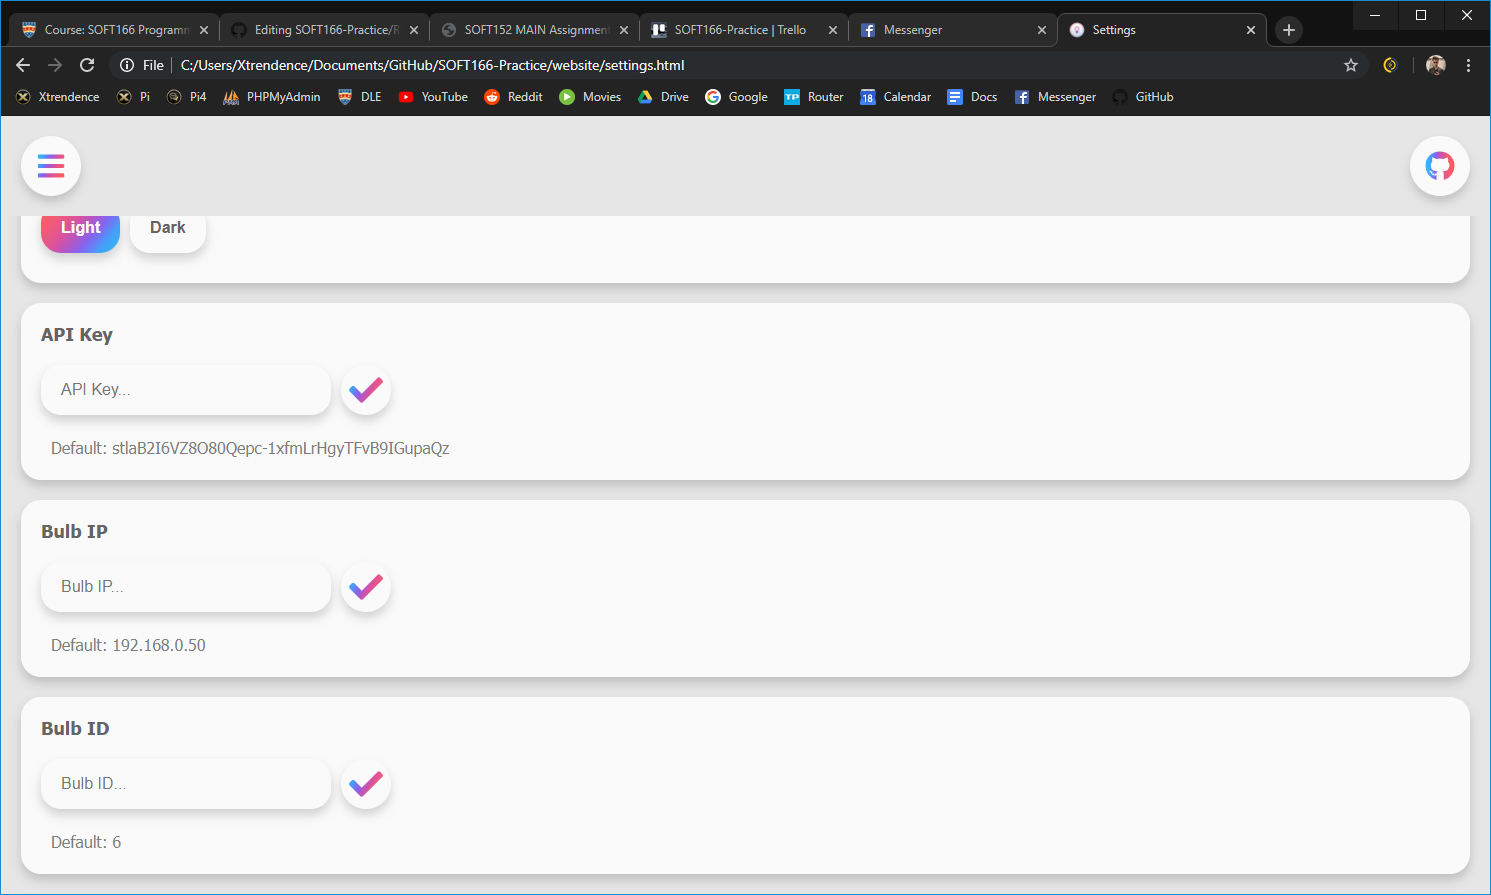 Course: SOFT166 Programm
Editing SOFT166-Practice/R
SOFT152 MAIN Assignment
SOFT166-Practice | Trello
Messenger
Settings
File
C:/Users/Xtrendence/Documents/GitHub/SOFT166-Practice/website/settings.html
Xtrendence
Pi
Pi4
PHPMyAdmin
DLE
YouTube
Reddit
Movies
Drive
Google
TP Router
18 Calendar
Docs
Messenger
GitHub
Light
Dark
API Key
API Key...
Default: stlaB2I6VZ8O80Qepc-1xfmLrHgyTFvB9IGupaQz
Bulb IP
Bulb IP...
Default: 192.168.0.50
Bulb ID
Bulb ID...
Default: 6